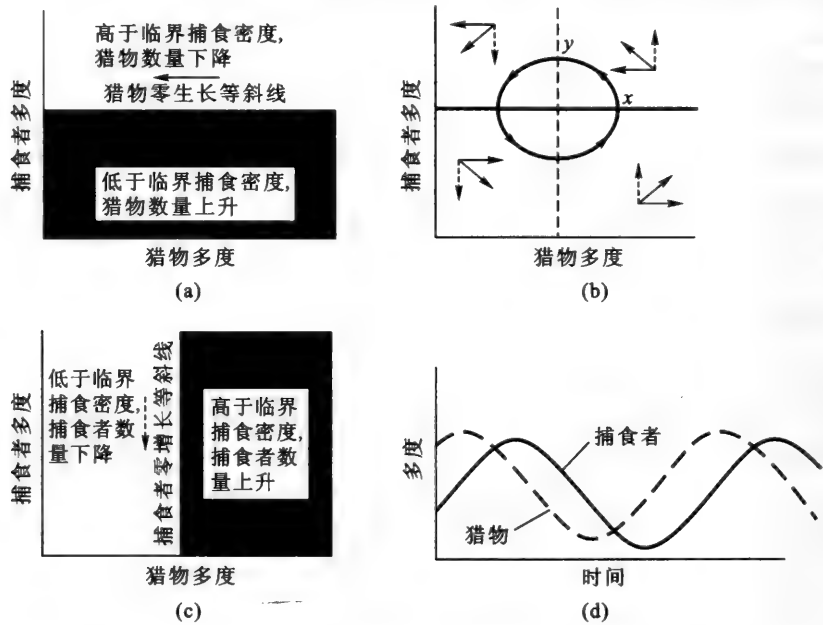 高于临界捕食密度,
猎物数量下降
猎物零生长等斜线
捕食者多度
低于临界捕食密度,
猎物数量上升
猎物多度
(a)
y
x
捕食者多度
猎物多度
(b)
捕食者多度
低于临界
捕食密度,
捕食者数
量下降
捕食者零增长等斜线
高于临界
捕食密度,
捕食者数
量上升
猎物多度
(c)
多度
捕食者
猎物
时间
(d)